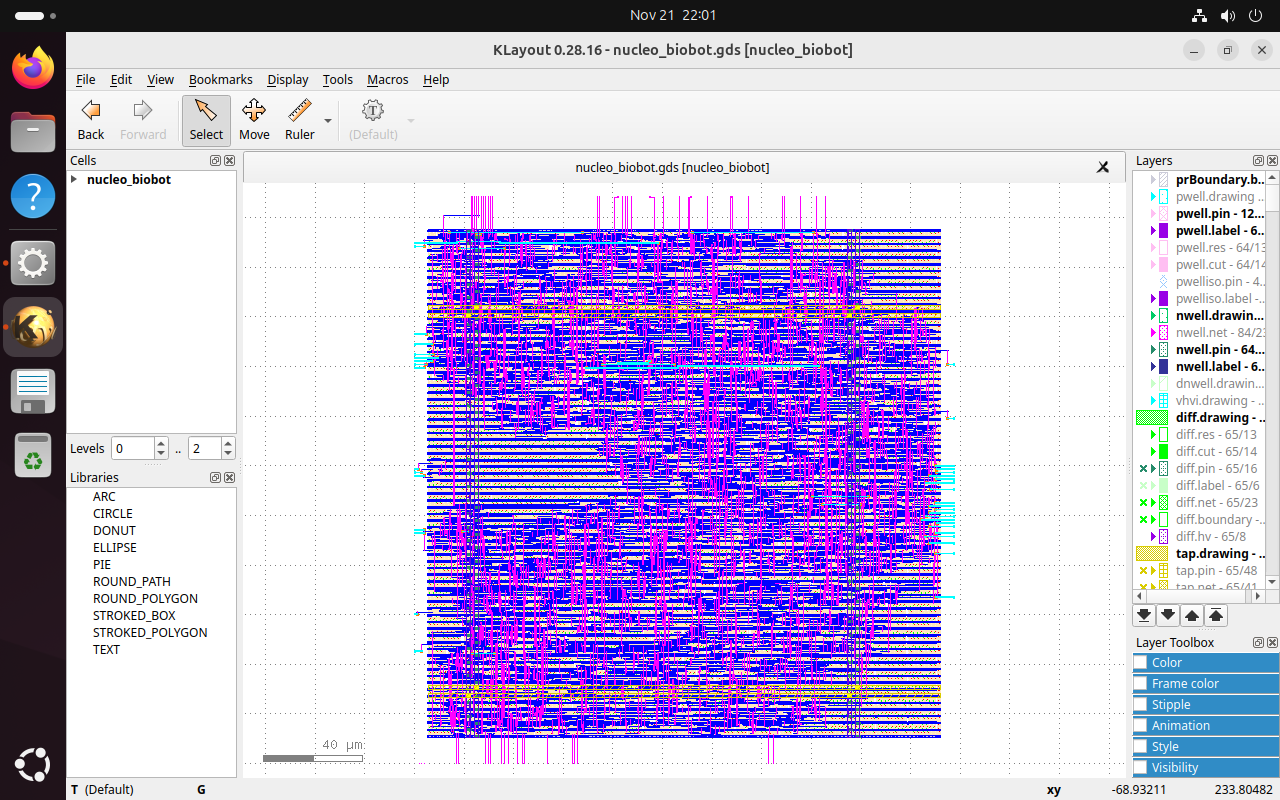 Nov 21 22:01
KLayout 0.28.16 - nucleo_biobot.gds [nucleo_biobot]
File Edit View Bookmarks Display Tools Macros Help
Back Forward Select Move Ruler (Default)
Cells
nucleo_biobot
Levels 0 .. 2
Libraries
ARC
CIRCLE
DONUT
ELLIPSE
PIE
ROUND_PATH
ROUND_POLYGON
STROKED_BOX
STROKED_POLYGON
TEXT
nucleo_biobot.gds [nucleo_biobot]
40 µm
Layers
prBoundary.b...
pwell.drawing ...
pwell.pin - 12...
pwell.label - 6...
pwell.res - 64/13
pwell.cut - 64/14
pwelliso.pin - 4...
pwelliso.label -...
nwell.drawin...
nwell.net - 84/23
nwell.pin - 64...
nwell.label - 6...
dnwell.drawin...
vhvi.drawing - ...
diff.drawing - ...
diff.res - 65/13
diff.cut - 65/14
diff.pin - 65/16
diff.label - 65/6
diff.net - 65/23
diff.boundary - ...
diff.hv - 65/8
tap.drawing - ...
tap.pin - 65/48
tap.net - 65/41
Layer Toolbox
Color
Frame color
Stipple
Animation
Style
Visibility
T (Default) G xy -68.93211 233.80482